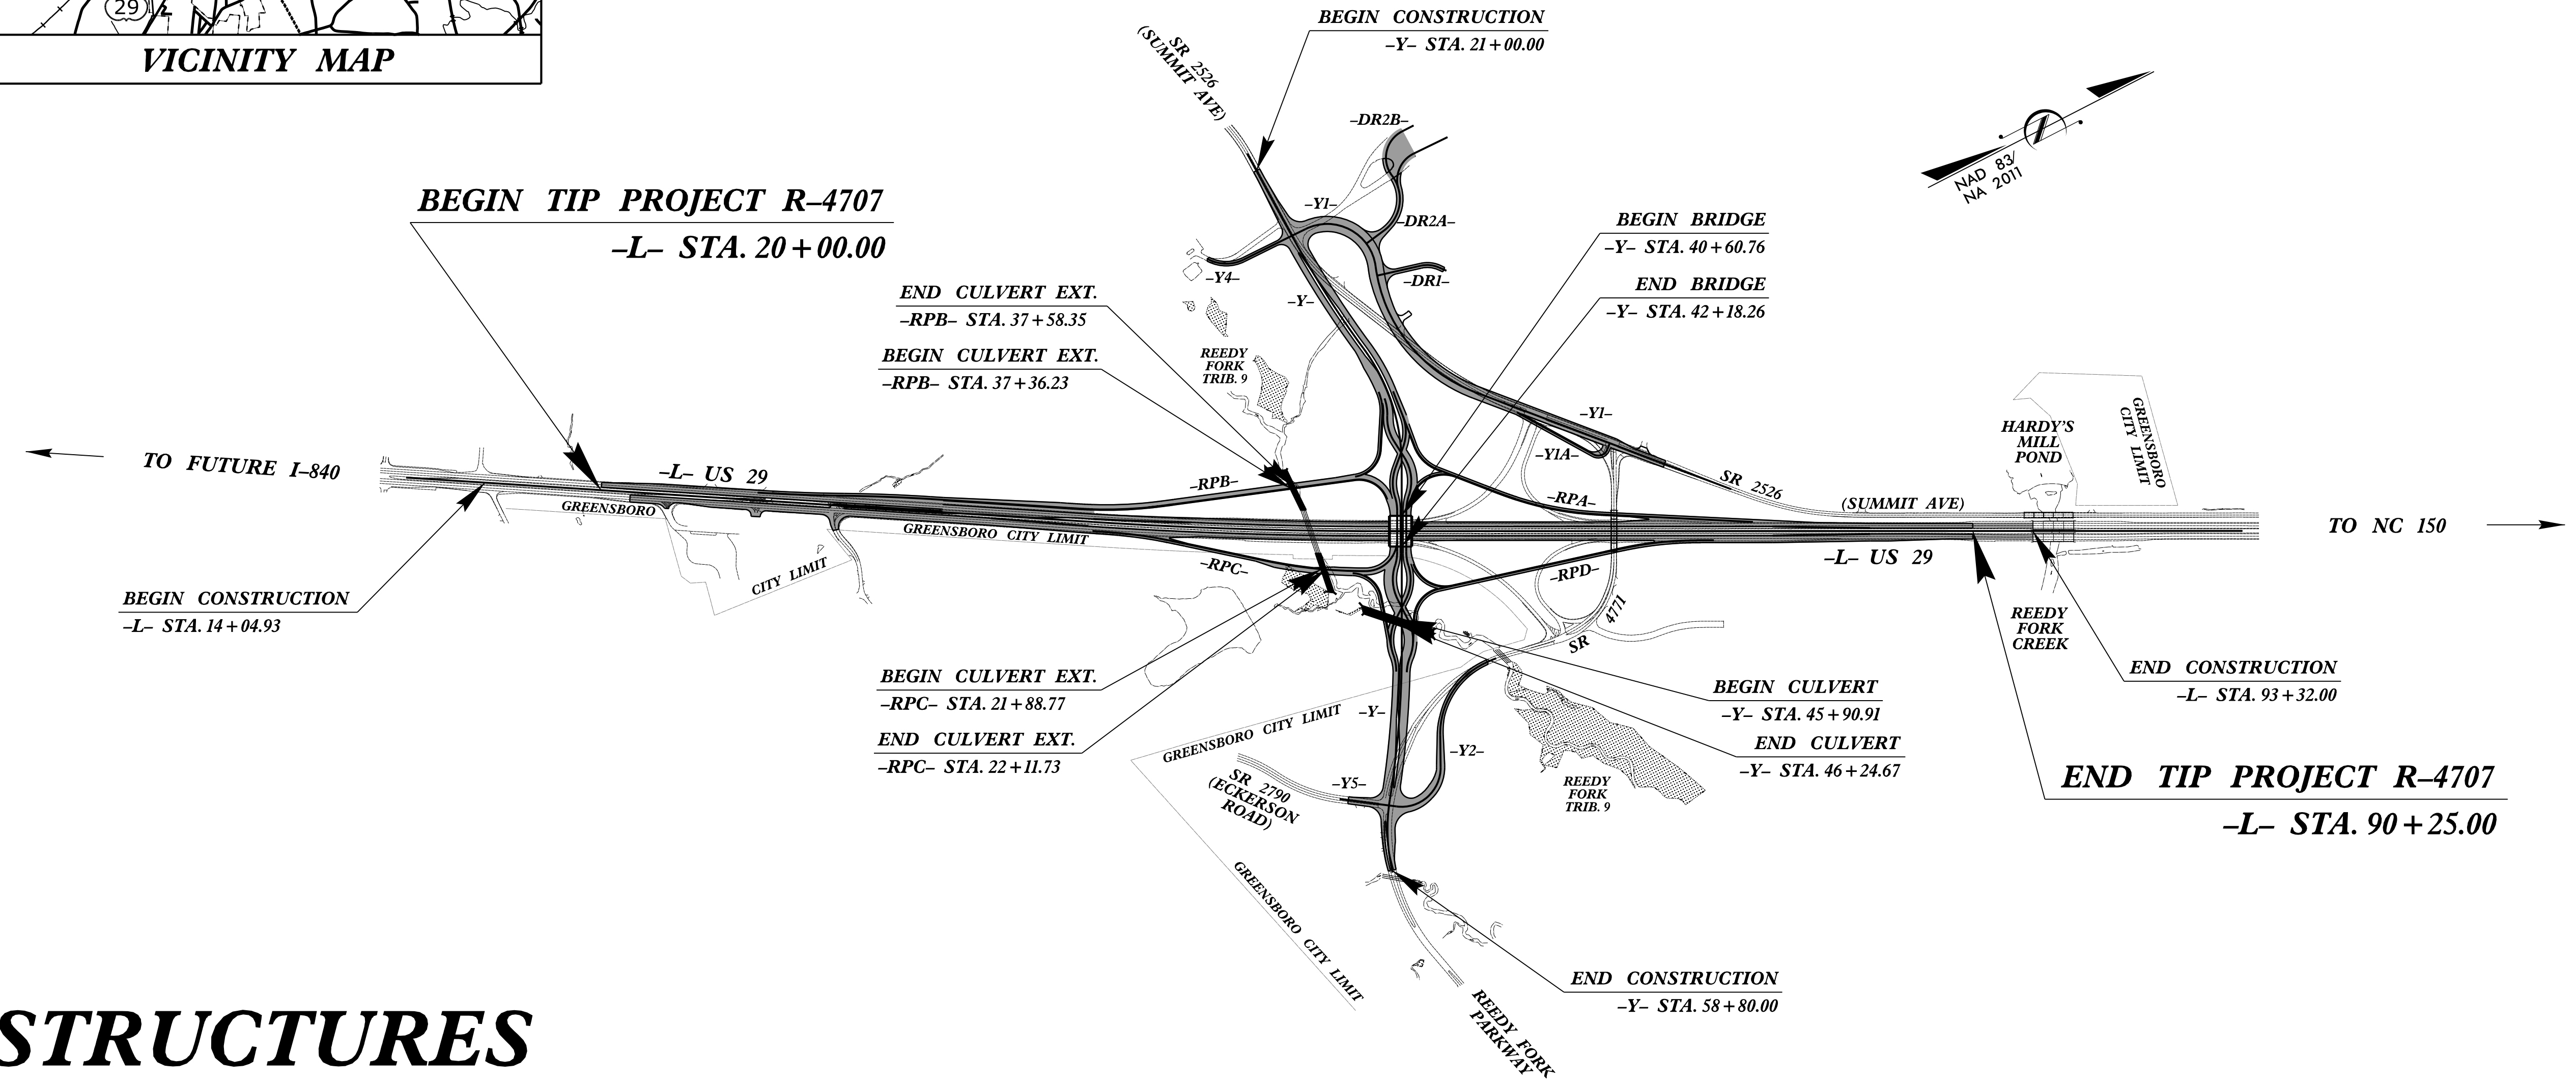 29
VICINITY MAP
BEGIN CONSTRUCTION
–Y– STA. 21+00.00
SR 2526
(SUMMIT AVE)
–DR2B–
NAD 83/
NA 2011
BEGIN TIP PROJECT R–4707
–L– STA. 20+00.00
–Y1–
–DR2A–
BEGIN BRIDGE
–Y– STA. 40+60.76
–Y4–
–DR1–
END BRIDGE
–Y– STA. 42+18.26
–Y–
END CULVERT EXT.
–RPB– STA. 37+58.35
BEGIN CULVERT EXT.
–RPB– STA. 37+36.23
REEDY
FORK
TRIB. 9
–Y1–
–Y1A–
HARDY'S
MILL
POND
GREENSBORO
CITY LIMIT
TO FUTURE I–840
–L– US 29
–RPB–
–RPA–
SR 2526
(SUMMIT AVE)
GREENSBORO
GREENSBORO CITY LIMIT
TO NC 150
–L– US 29
CITY LIMIT
–RPC–
–RPD–
SR 4771
BEGIN CONSTRUCTION
–L– STA. 14+04.93
REEDY
FORK
CREEK
END CONSTRUCTION
–L– STA. 93+32.00
BEGIN CULVERT EXT.
–RPC– STA. 21+88.77
END CULVERT EXT.
–RPC– STA. 22+11.73
BEGIN CULVERT
–Y– STA. 45+90.91
END CULVERT
–Y– STA. 46+24.67
GREENSBORO CITY LIMIT
–Y–
–Y2–
REEDY
FORK
TRIB. 9
END TIP PROJECT R–4707
–L– STA. 90+25.00
–Y5–
SR 2790
(ECKERSON
ROAD)
GREENSBORO CITY LIMIT
END CONSTRUCTION
–Y– STA. 58+80.00
REEDY FORK
PARKWAY
STRUCTURES